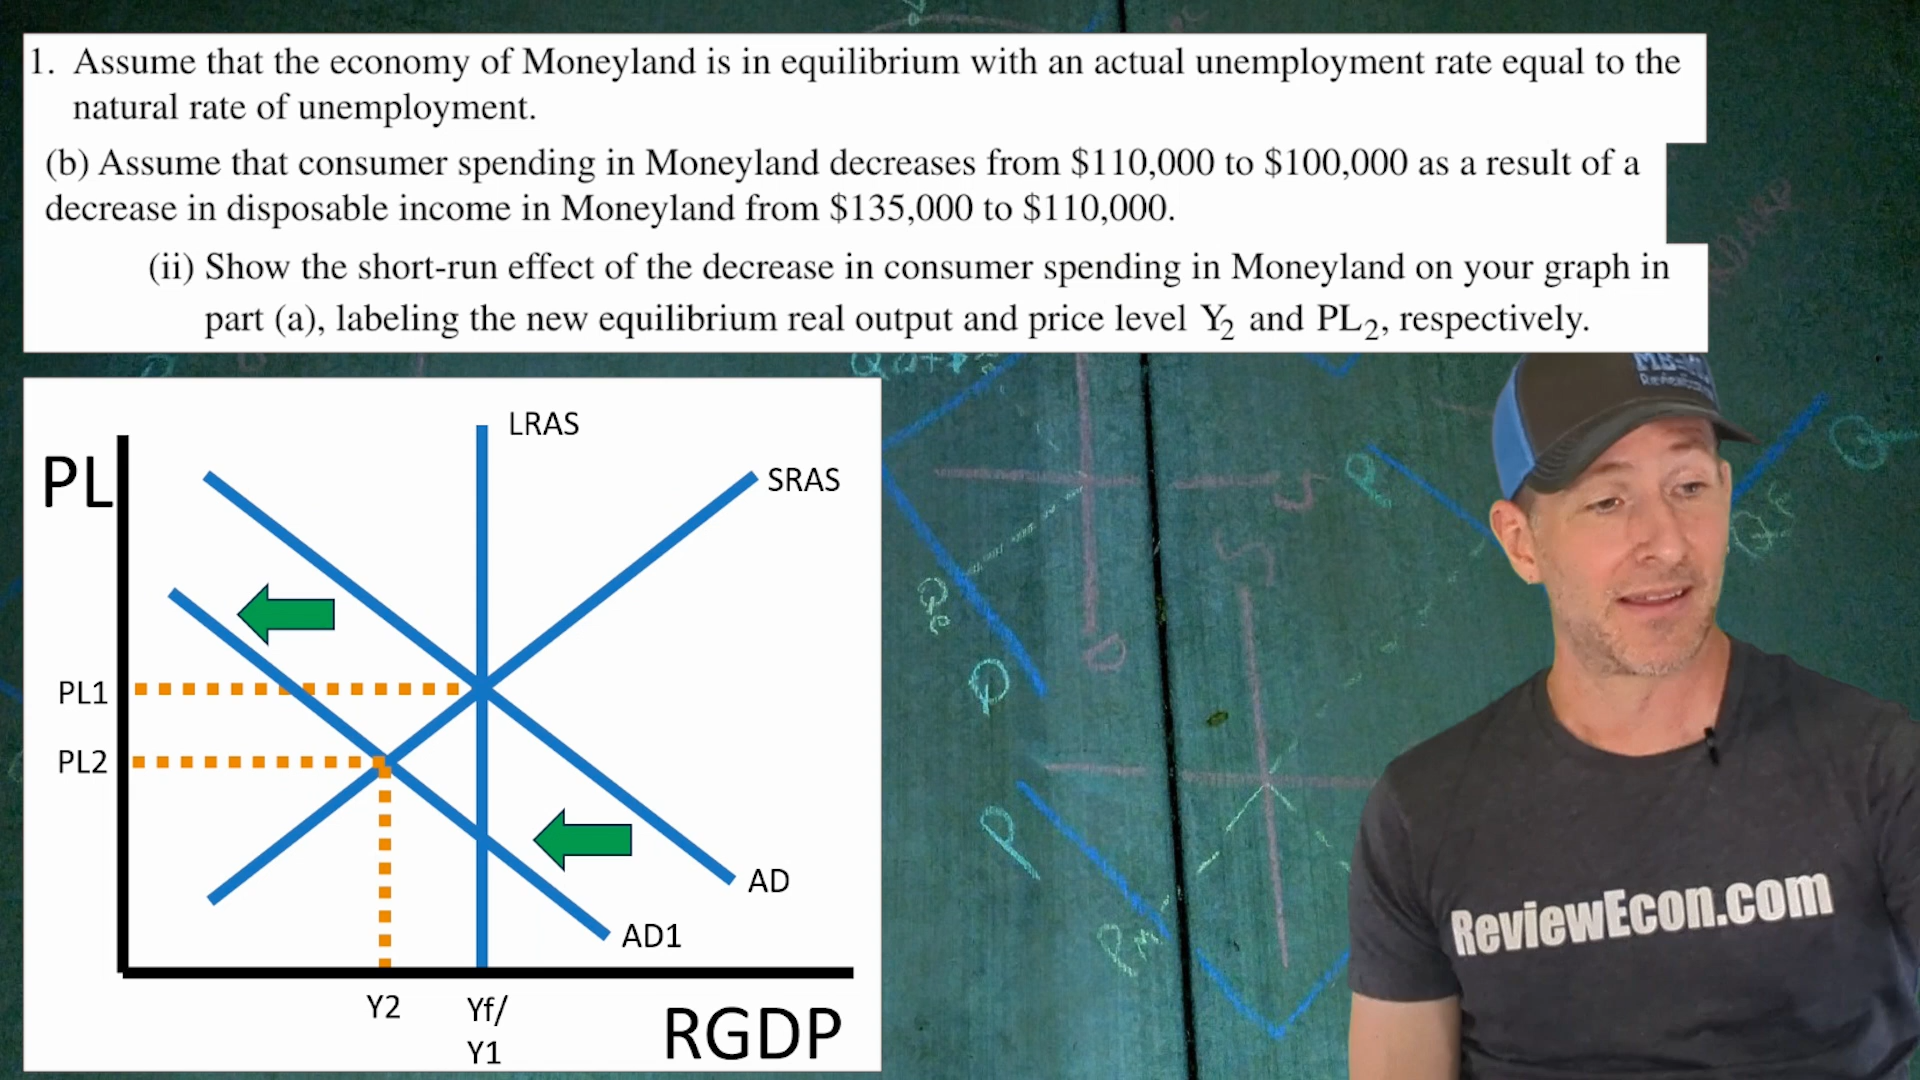 1. Assume that the economy of Moneyland is in equilibrium with an actual unemployment rate equal to the
natural rate of unemployment.
(b) Assume that consumer spending in Moneyland decreases from $110,000 to $100,000 as a result of a
decrease in disposable income in Moneyland from $135,000 to $110,000.
(ii) Show the short-run effect of the decrease in consumer spending in Moneyland on your graph in
part (a), labeling the new equilibrium real output and price level Y₂ and PL₂, respectively.
LRAS
PL
SRAS
PL1
PL2
AD
AD1
Y2
Yf/
Y1
RGDP
ReviewEcon.com
S
P
Qe
S
D
Q
P